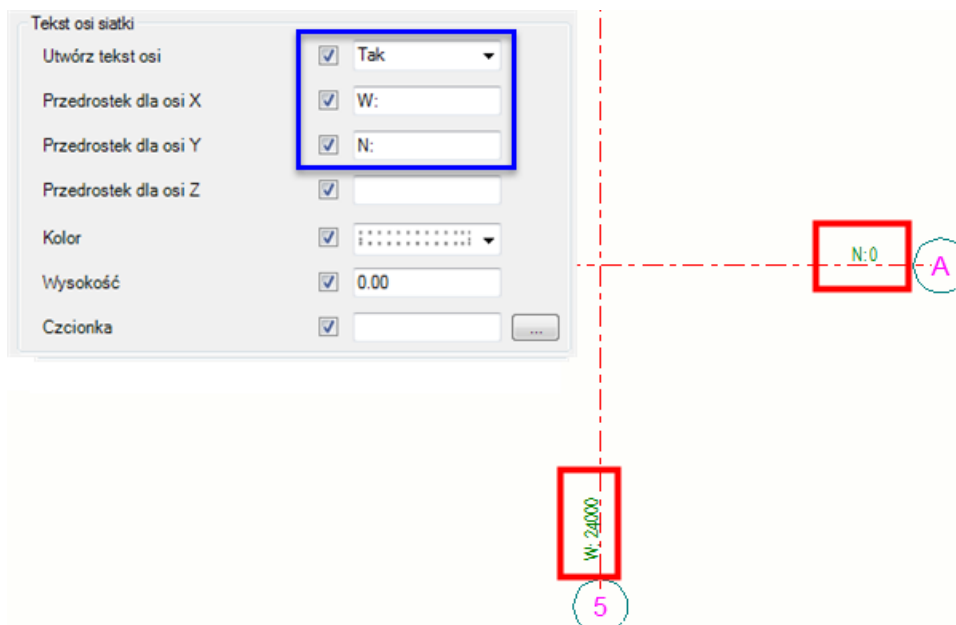 Tekst osi siatki
Utwórz tekst osi Tak
Przedrostek dla osi X W:
Przedrostek dla osi Y N:
Przedrostek dla osi Z
Kolor
Wysokość 0.00
Czcionka ...
N:0 A
W: 24000
5